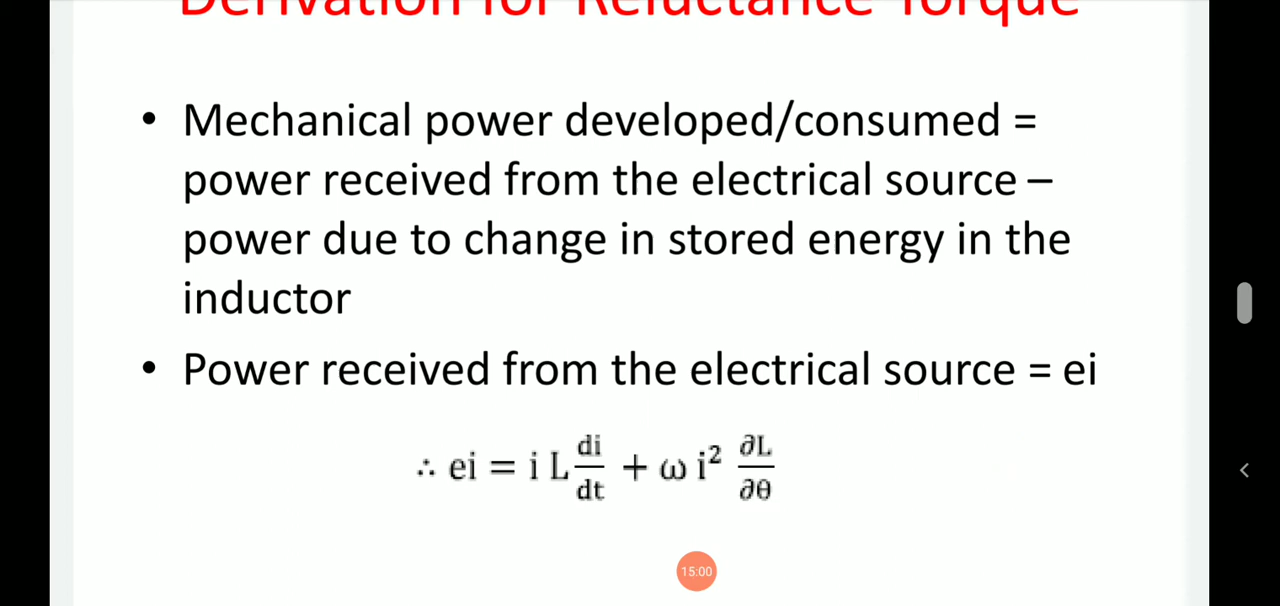 Derivation for Reluctance Torque
• Mechanical power developed/consumed =
power received from the electrical source –
power due to change in stored energy in the
inductor
• Power received from the electrical source = ei
∴ ei = i L di/dt + ω i² ∂L/∂θ
15:00